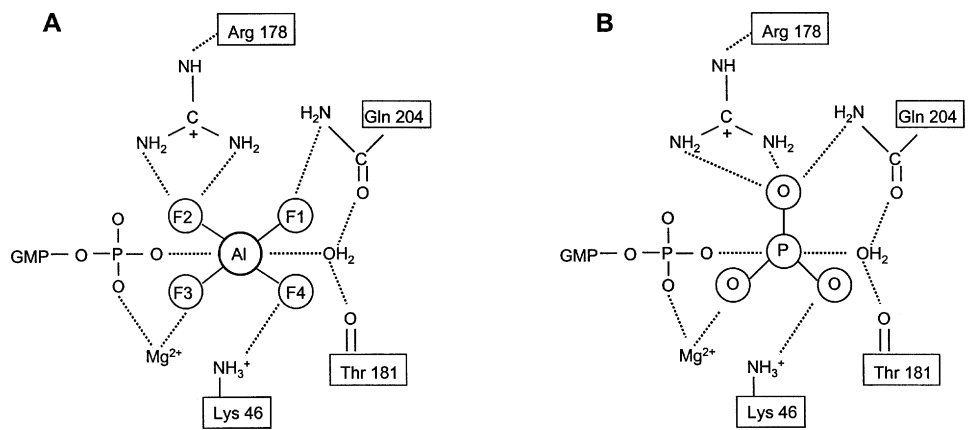 A
Arg 178
NH
C
+
NH₂
NH₂
H₂N
Gln 204
C
O
F2
F1
O
GMP
O
P
O
Al
OH₂
O
F3
F4
Mg²⁺
O
NH₃⁺
Thr 181
Lys 46
B
Arg 178
NH
C
+
NH₂
NH₂
H₂N
Gln 204
C
O
O
O
GMP
O
P
O
P
OH₂
O
O
O
Mg²⁺
O
NH₃⁺
Thr 181
Lys 46